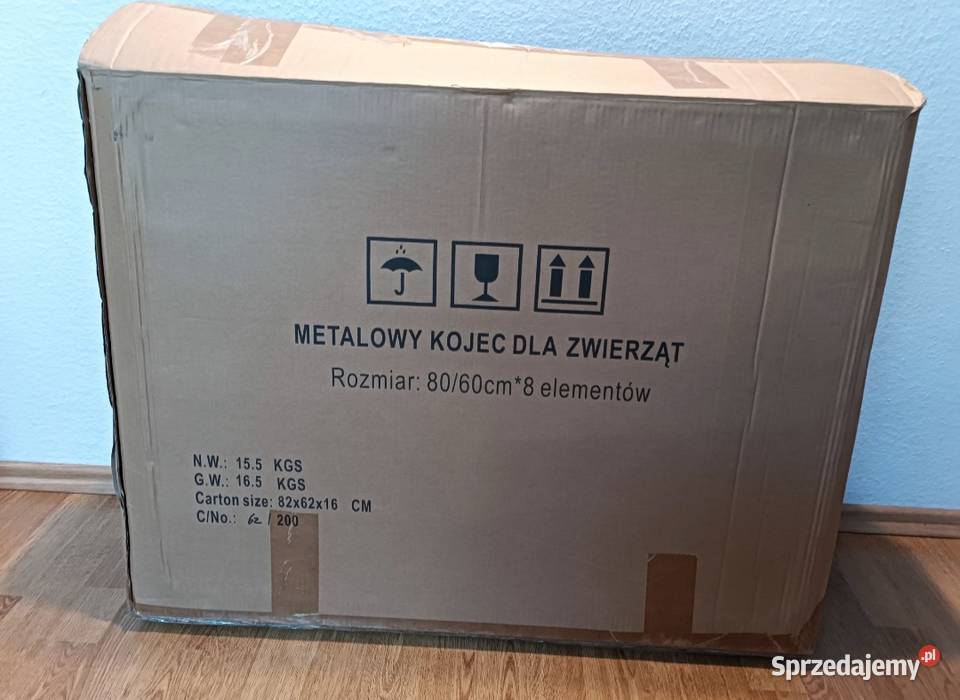 METALOWY KOJEC DLA ZWIERZĄT
Rozmiar: 80/60cm*8 elementów
N.W.: 15.5 KGS
G.W.: 16.5 KGS
Carton size: 82x62x16 CM
C/No.: 62 / 200
Sprzedajemy.pl